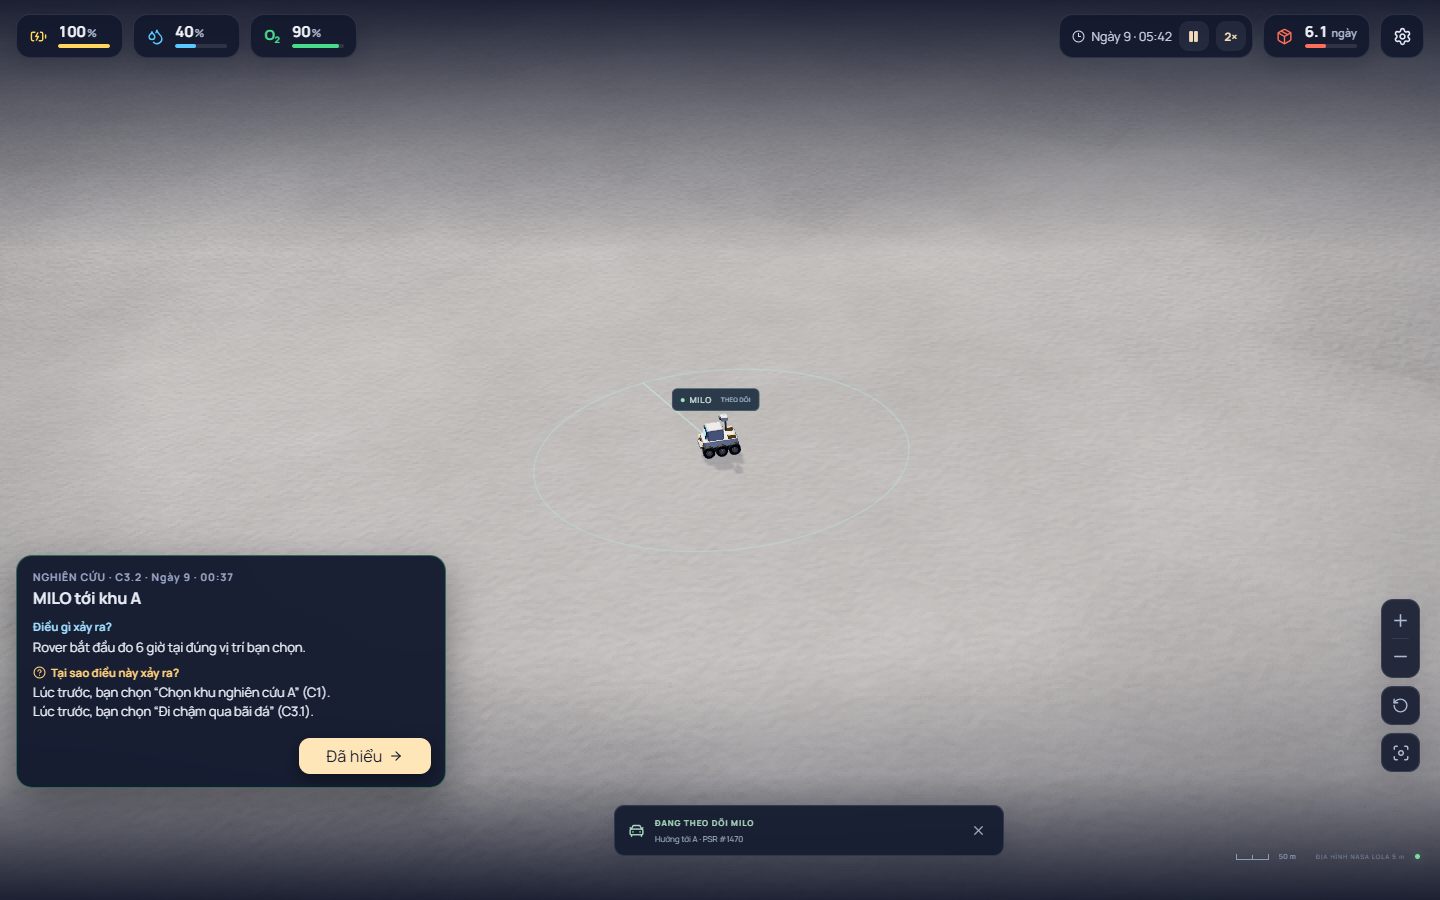 100%
40%
O₂ 90%
Ngày 9 · 05:42
2×
6.1 ngày
MILO THEO DÕI
NGHIÊN CỨU · C3.2 · Ngày 9 · 00:37
MILO tới khu A
Điều gì xảy ra?
Rover bắt đầu đo 6 giờ tại đúng vị trí bạn chọn.
Tại sao điều này xảy ra?
Lúc trước, bạn chọn “Chọn khu nghiên cứu A” (C1).
Lúc trước, bạn chọn “Đi chậm qua bãi đá” (C3.1).
Đã hiểu →
ĐANG THEO DÕI MILO
Hướng tới A · PSR #1470
50 m
ĐỊA HÌNH NASA LOLA 5 m